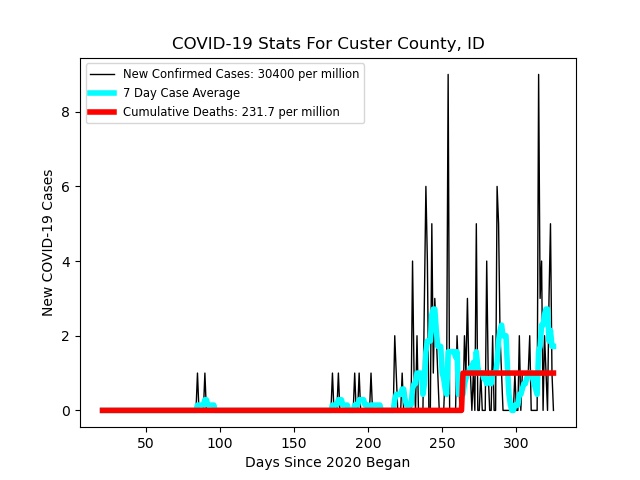 COVID-19 Stats For Custer County, ID
New Confirmed Cases: 30400 per million
7 Day Case Average
Cumulative Deaths: 231.7 per million
New COVID-19 Cases
8
6
4
2
0
50 100 150 200 250 300
Days Since 2020 Began